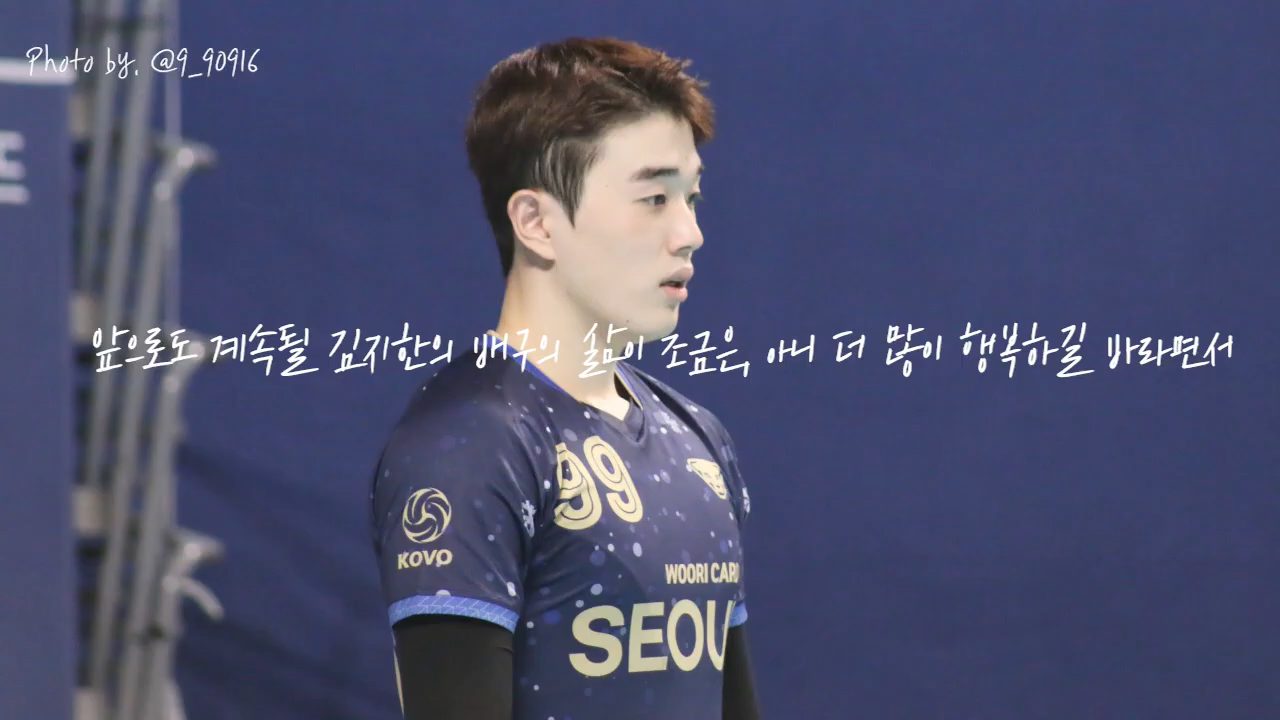 Photo by. @9_90916
앞으로도 계속될 김지한의 배구의 삶이 조금은, 아니 더 많이 행복하길 바라면서
99
KOVO
WOORI CARD
SEOU